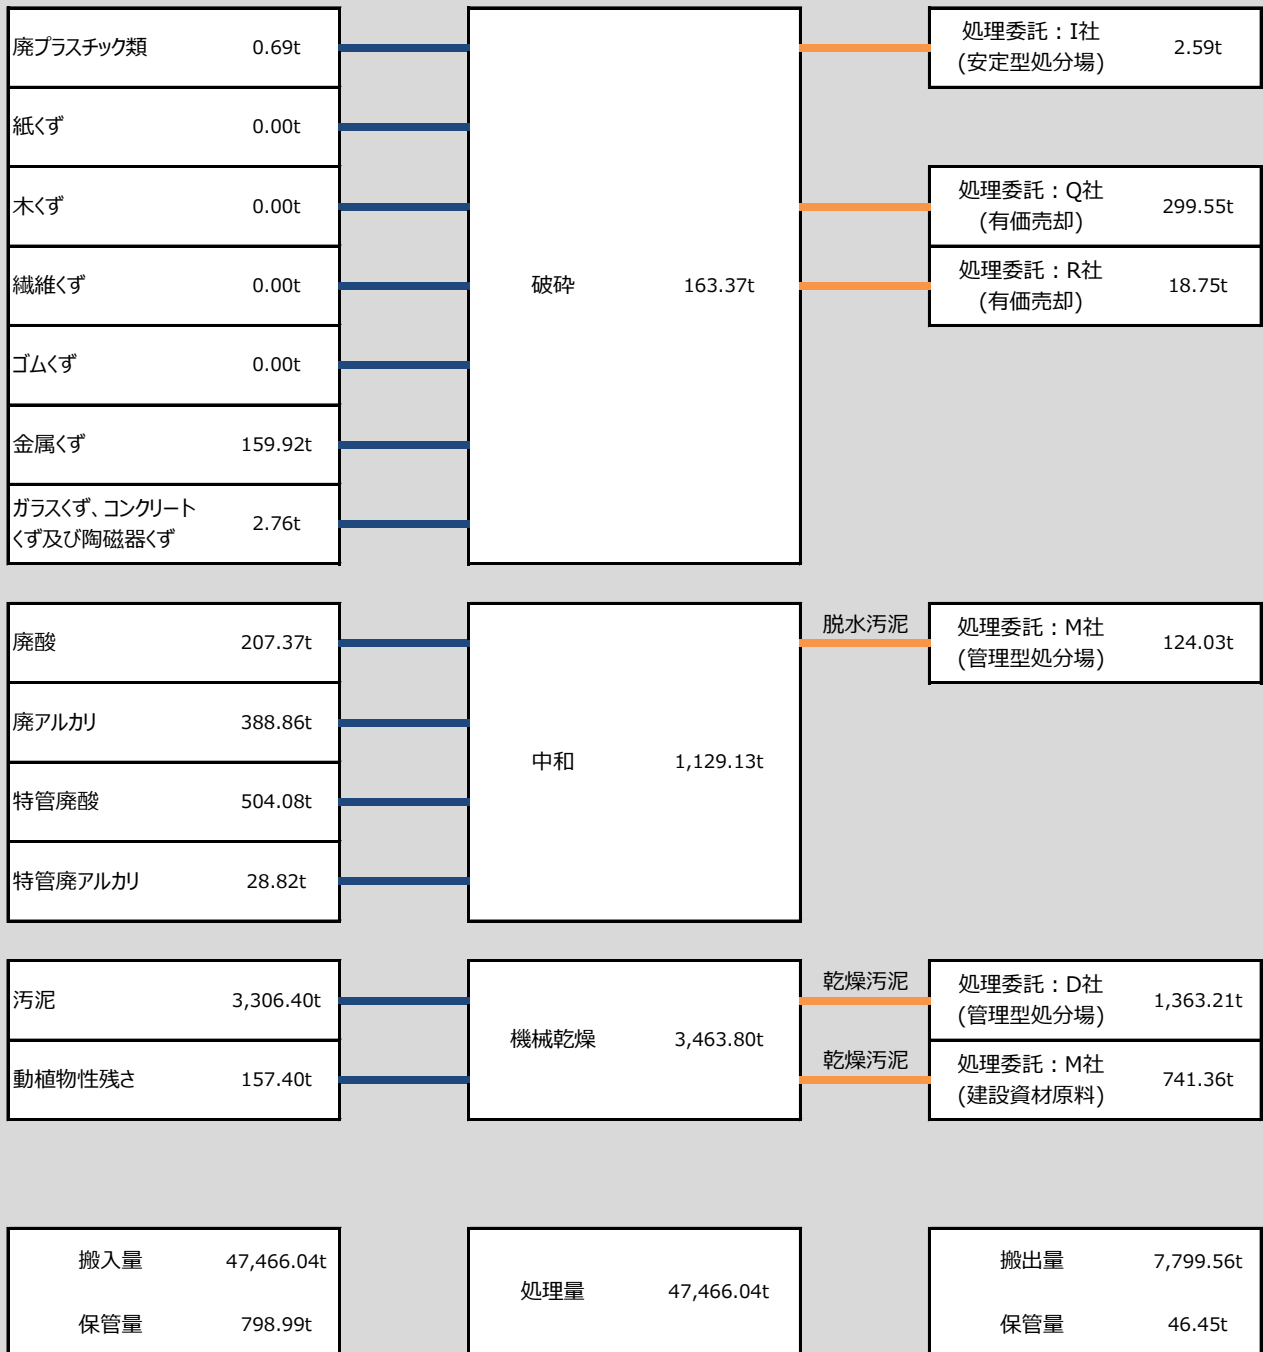 廃プラスチック類 0.69t
紙くず 0.00t
木くず 0.00t
繊維くず 0.00t
ゴムくず 0.00t
金属くず 159.92t
ガラスくず、コンクリート
くず及び陶磁器くず 2.76t
破砕 163.37t
処理委託：I社
(安定型処分場) 2.59t
処理委託：Q社
(有価売却) 299.55t
処理委託：R社
(有価売却) 18.75t
廃酸 207.37t
廃アルカリ 388.86t
特管廃酸 504.08t
特管廃アルカリ 28.82t
中和 1,129.13t
脱水汚泥
処理委託：M社
(管理型処分場) 124.03t
汚泥 3,306.40t
動植物性残さ 157.40t
機械乾燥 3,463.80t
乾燥汚泥
処理委託：D社
(管理型処分場) 1,363.21t
乾燥汚泥
処理委託：M社
(建設資材原料) 741.36t
搬入量 47,466.04t
保管量 798.99t
処理量 47,466.04t
搬出量 7,799.56t
保管量 46.45t